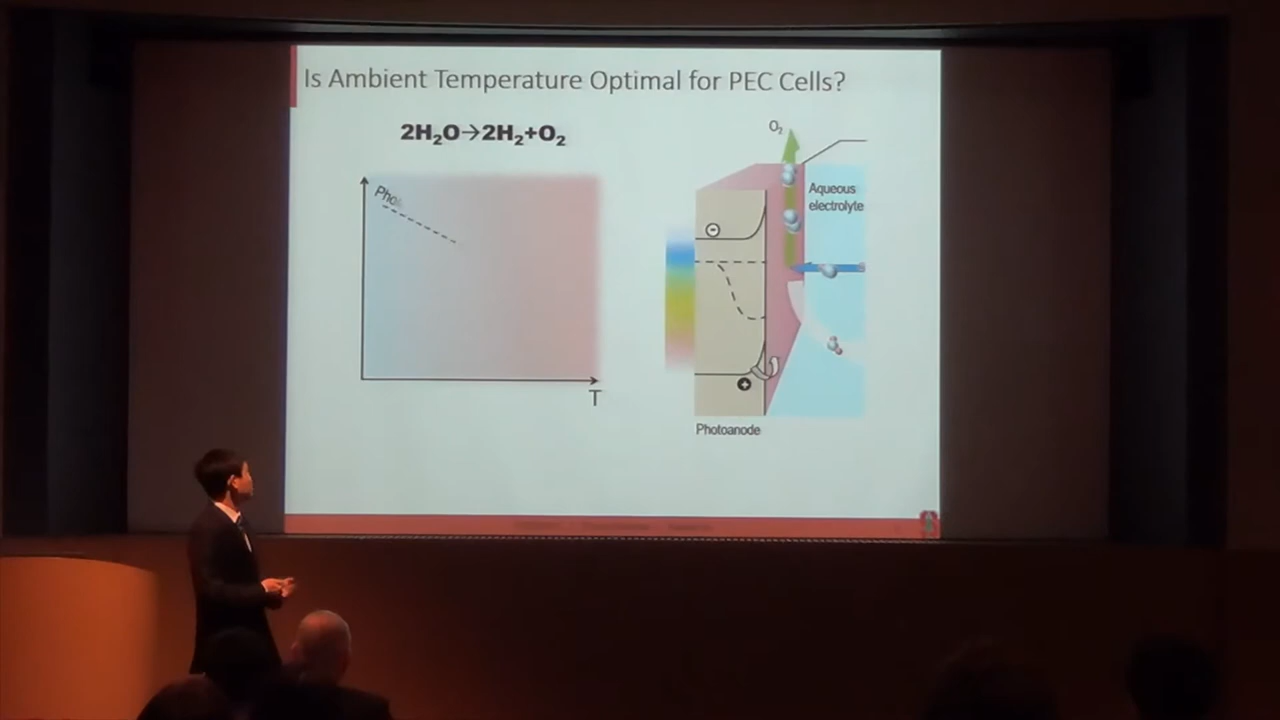 Is Ambient Temperature Optimal for PEC Cells?
2H₂O→2H₂+O₂
O₂
Aqueous
electrolyte
T
Photoanode